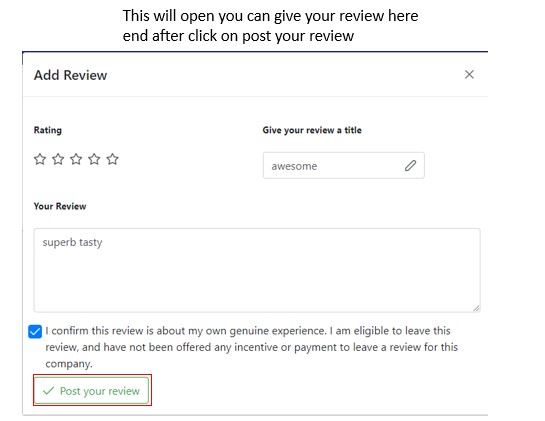 This will open you can give your review here
end after click on post your review
Add Review
Rating
Give your review a title
awesome
Your Review
superb tasty
I confirm this review is about my own genuine experience. I am eligible to leave this
review, and have not been offered any incentive or payment to leave a review for this
company.
Post your review